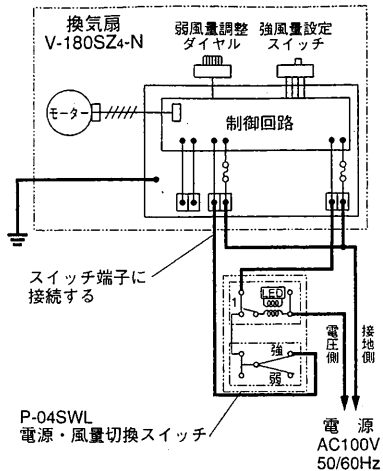 換気扇
V-180SZ4-N
弱風量調整
ダイヤル
強風量設定
スイッチ
モーター
制御回路
スイッチ端子に
接続する
LED
1
強
弱
電圧側
接地側
P-04SWL
電源・風量切換スイッチ
電源
AC100V
50/60Hz